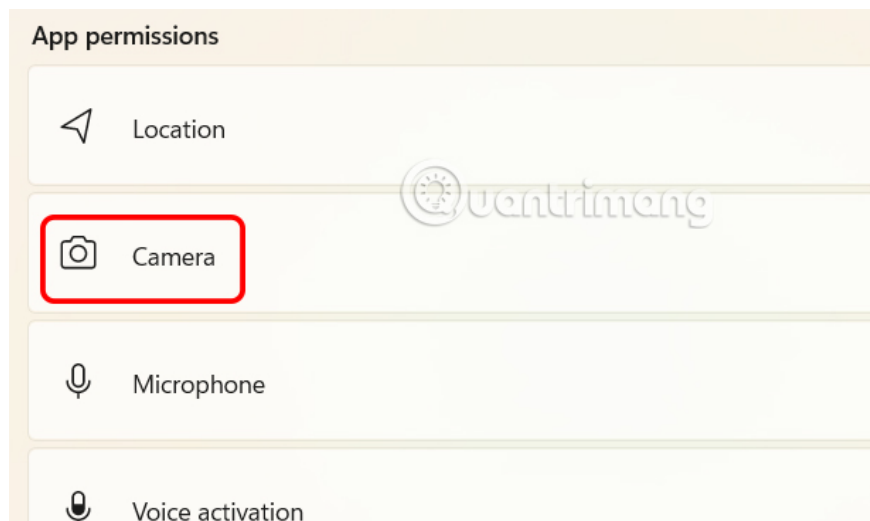 App permissions
Location
Quantrimang
Camera
Microphone
Voice activation